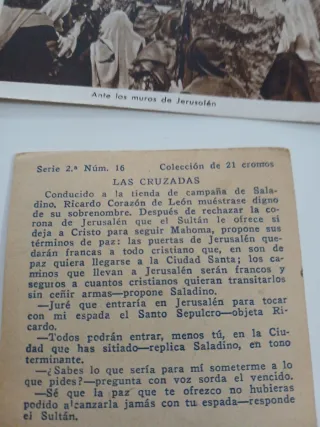 Ante los muros de Jerusalén
Serie 2.ª Núm. 16 Colección de 21 cromos
LAS CRUZADAS
Conducido a la tienda de campaña de Sala-
dino, Ricardo Corazón de León muéstrase digno
de su sobrenombre. Después de rechazar la co-
rona de Jerusalén que el Sultán le ofrece si
deja a Cristo para seguir Mahoma, propone sus
términos de paz: las puertas de Jerusalén que-
darán francas a todo cristiano que, en son de
paz quiera llegarse a la Ciudad Santa; los ca-
minos que llevan a Jerusalén serán francos y
seguros a cuantos cristianos quieran transitarlos
sin ceñir armas—propone Saladino.
—Juré que entraría en Jerusalén para tocar
con mi espada el Santo Sepulcro—objeta Ri-
cardo.
—Todos podrán entrar, menos tú, en la Ciu-
dad que has sitiado—replica Saladino, en tono
terminante.
—¿Sabes lo que sería para mí someterme a lo
que pides?—pregunta con voz sorda el vencido.
—Sé que la paz que te ofrezco no hubieras
podido alcanzarla jamás con tu espada—responde
el Sultán.